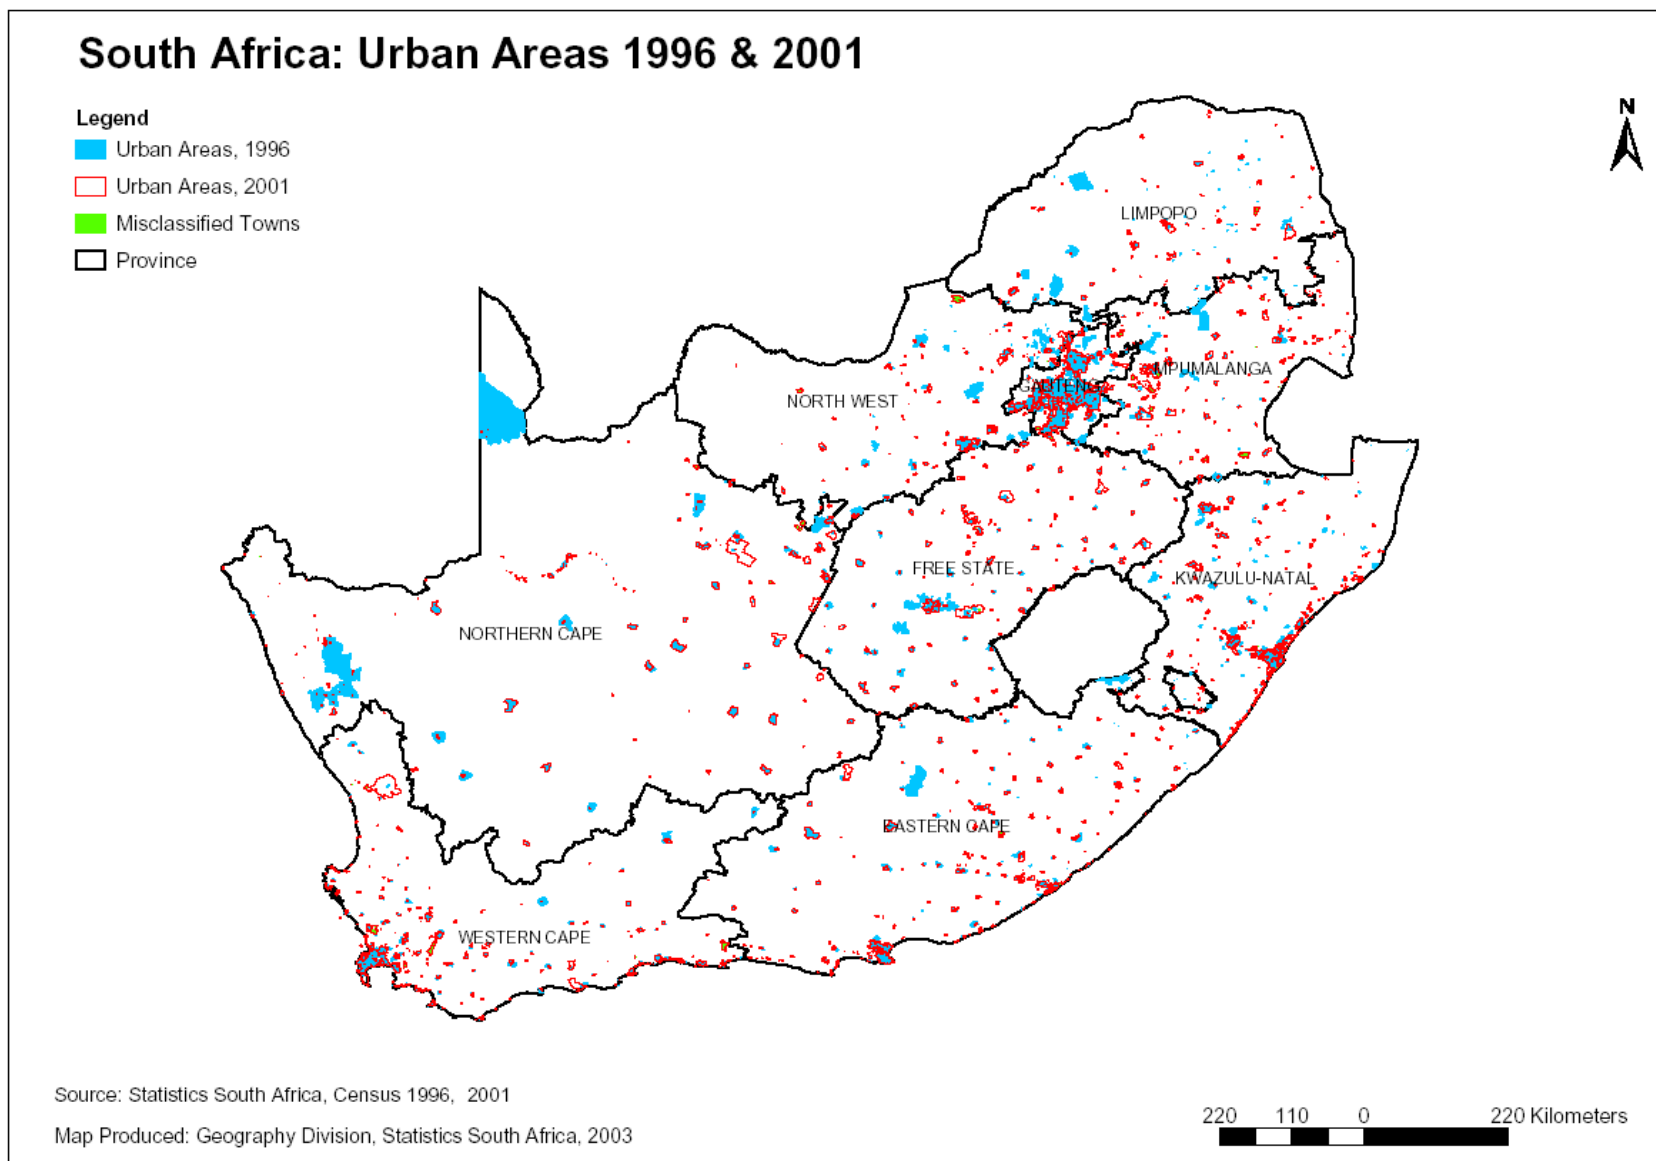 South Africa: Urban Areas 1996 & 2001
Legend
Urban Areas, 1996
Urban Areas, 2001
Misclassified Towns
Province
N
LIMPOPO
MPUMALANGA
GAUTENG
NORTH WEST
FREE STATE
KWAZULU-NATAL
NORTHERN CAPE
EASTERN CAPE
WESTERN CAPE
Source: Statistics South Africa, Census 1996, 2001
Map Produced: Geography Division, Statistics South Africa, 2003
220 110 0 220 Kilometers